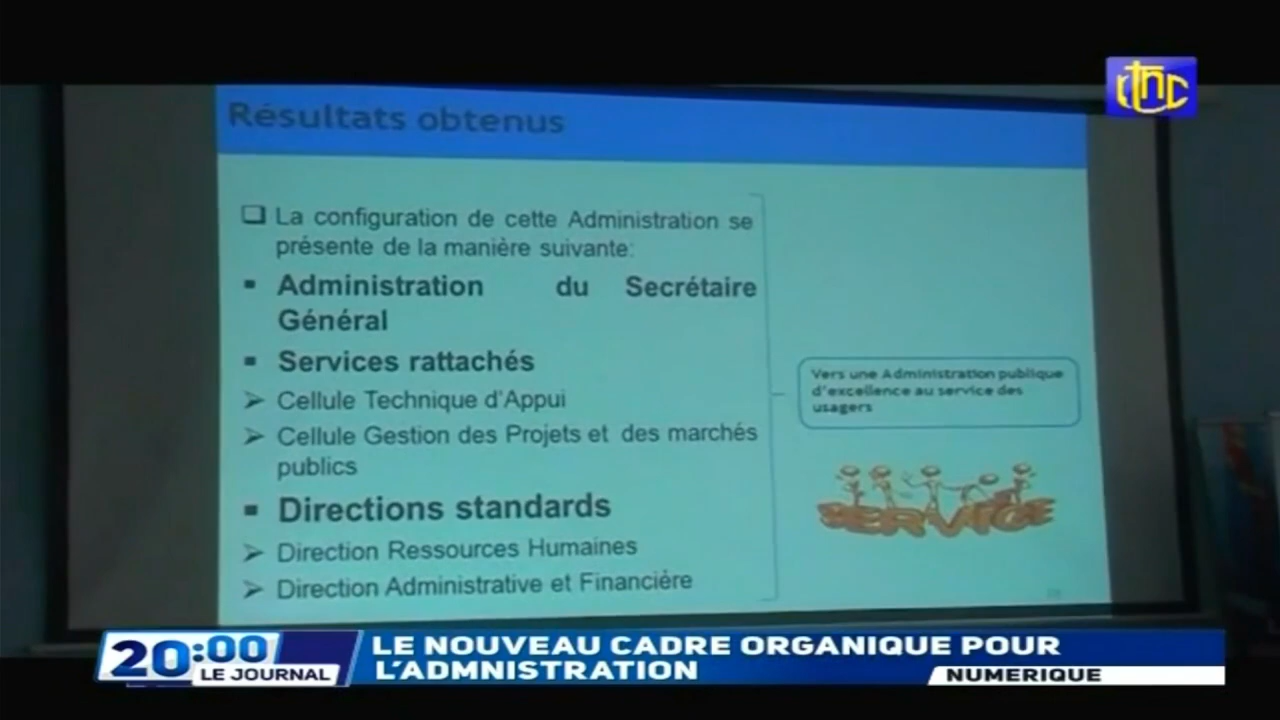 rtnc
Résultats obtenus
❑ La configuration de cette Administration se
présente de la manière suivante:
▪ Administration du Secrétaire
Général
▪ Services rattachés
➢ Cellule Technique d'Appui
➢ Cellule Gestion des Projets et des marchés
publics
▪ Directions standards
➢ Direction Ressources Humaines
➢ Direction Administrative et Financière
Vers une Administration publique
d'excellence au service des
usagers
SERVICE
20:00
LE JOURNAL
LE NOUVEAU CADRE ORGANIQUE POUR
L'ADMNISTRATION
NUMERIQUE